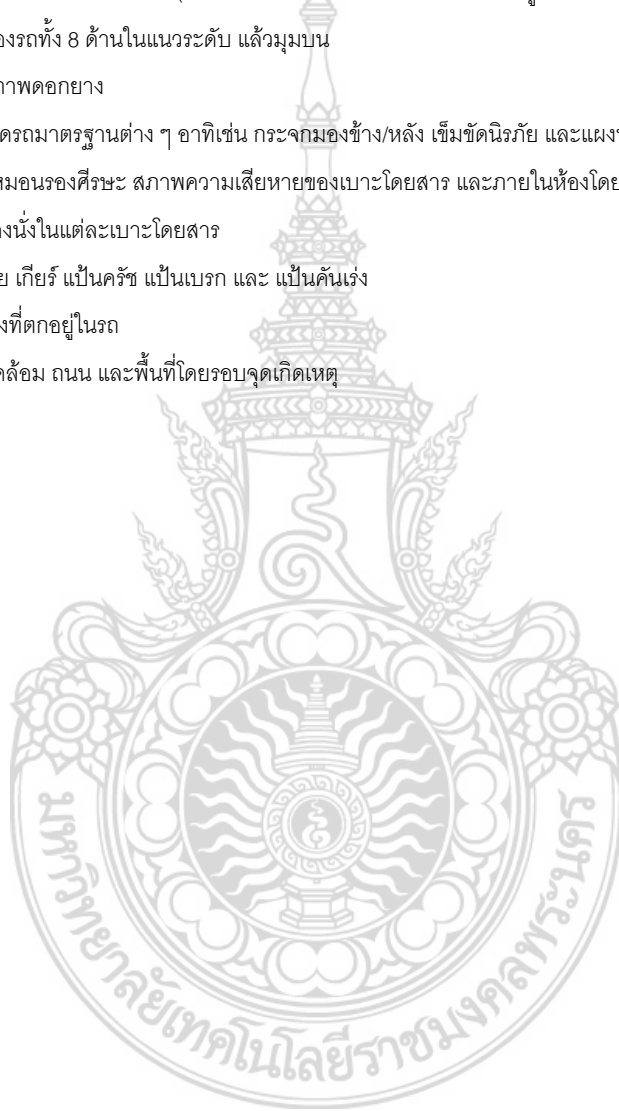 องรถทั้ง 8 ด้านในแนวระดับ แล้วมุมบน
าพดอกยาง
ดรถมาตรฐานต่าง ๆ อาทิเช่น กระจกมองข้าง/หลัง เข็มขัดนิรภัย และแผง
หมอนรองศีรษะ สภาพความเสียหายของเบาะโดยสาร และภายในห้องโดย
งนั่งในแต่ละเบาะโดยสาร
ย เกียร์ แป้นครัช แป้นเบรก และ แป้นคันเร่ง
งที่ตกอยู่ในรถ
ดล้อม ถนน และพื้นที่โดยรอบจุดเกิดเหตุ
มหาวิทยาลัยเทคโนโลยีราชมงคลพระนคร